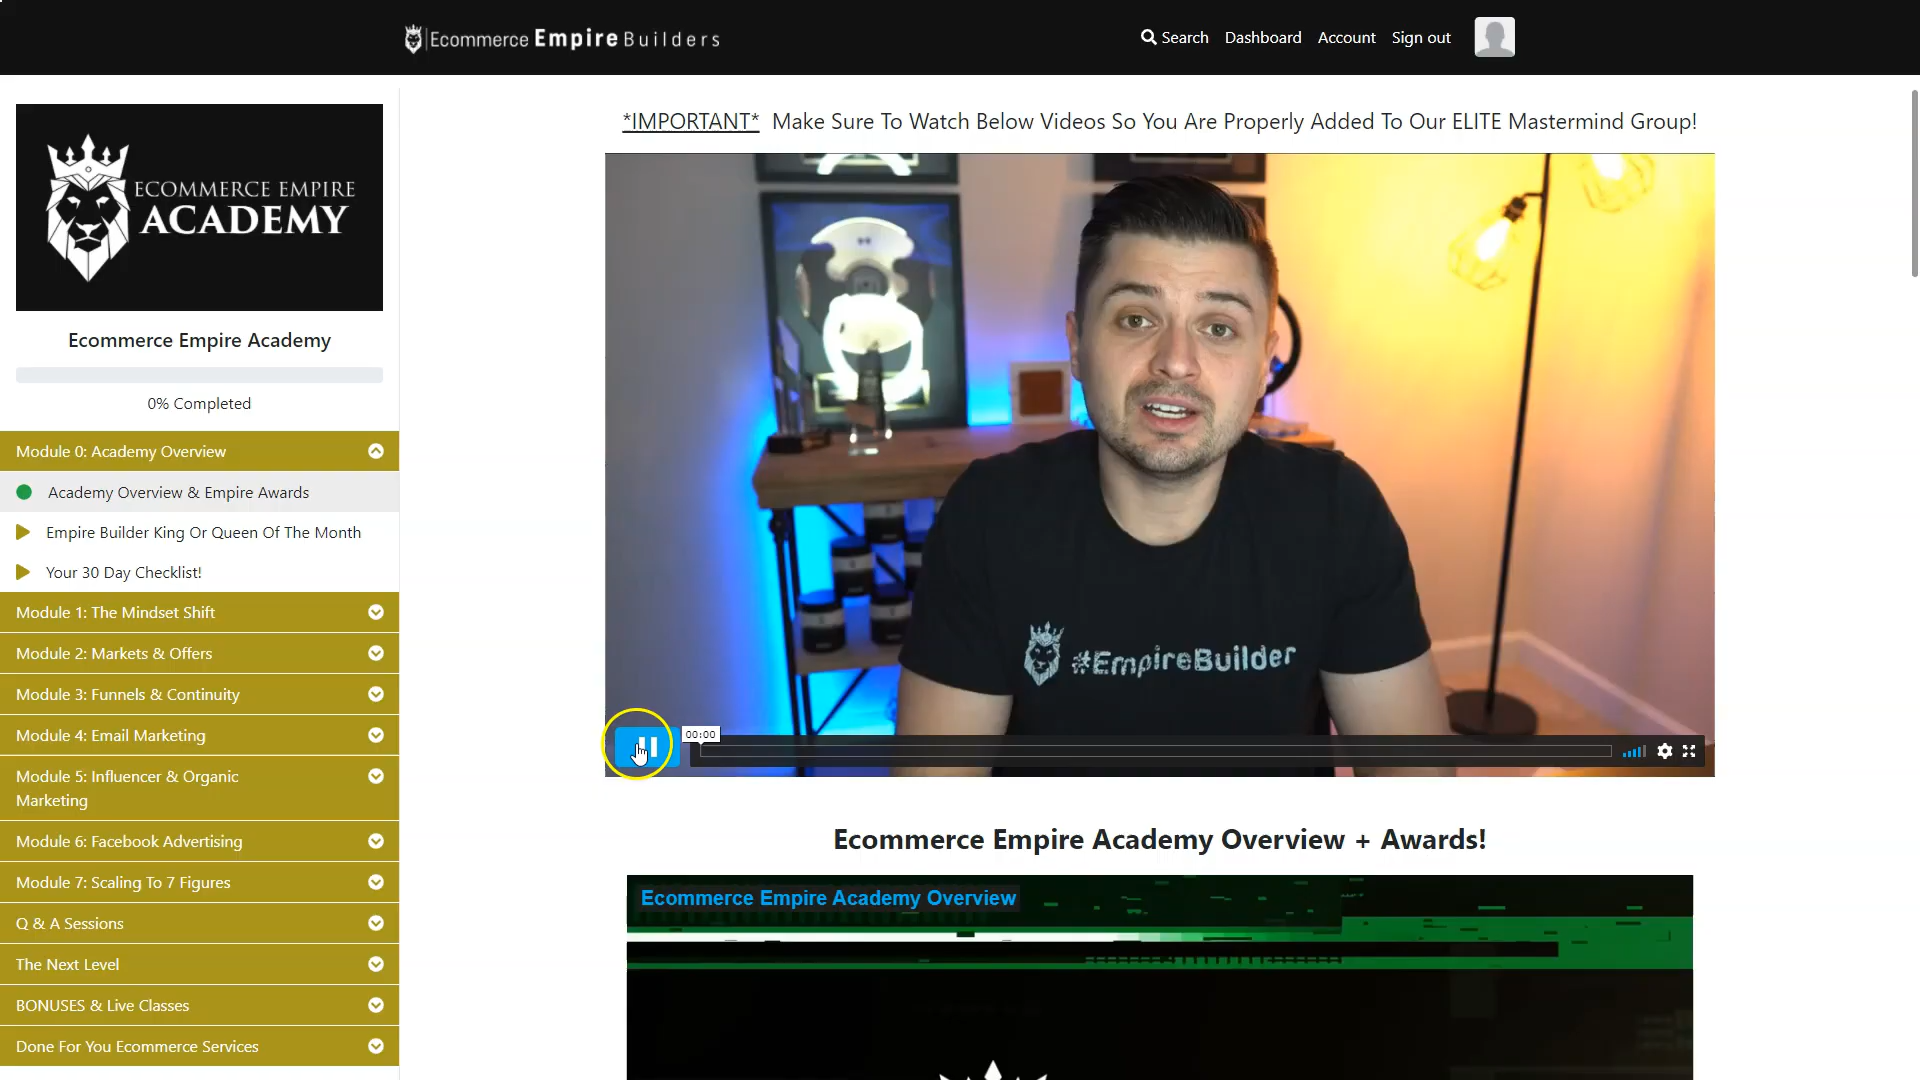 Ecommerce Empire Builders
Search Dashboard Account Sign out
ECOMMERCE EMPIRE
ACADEMY
Ecommerce Empire Academy
0% Completed
Module 0: Academy Overview
Academy Overview & Empire Awards
Empire Builder King Or Queen Of The Month
Your 30 Day Checklist!
Module 1: The Mindset Shift
Module 2: Markets & Offers
Module 3: Funnels & Continuity
Module 4: Email Marketing
Module 5: Influencer & Organic
Marketing
Module 6: Facebook Advertising
Module 7: Scaling To 7 Figures
Q & A Sessions
The Next Level
BONUSES & Live Classes
Done For You Ecommerce Services
*IMPORTANT* Make Sure To Watch Below Videos So You Are Properly Added To Our ELITE Mastermind Group!
#EmpireBuilder
00:00
Ecommerce Empire Academy Overview + Awards!
Ecommerce Empire Academy Overview